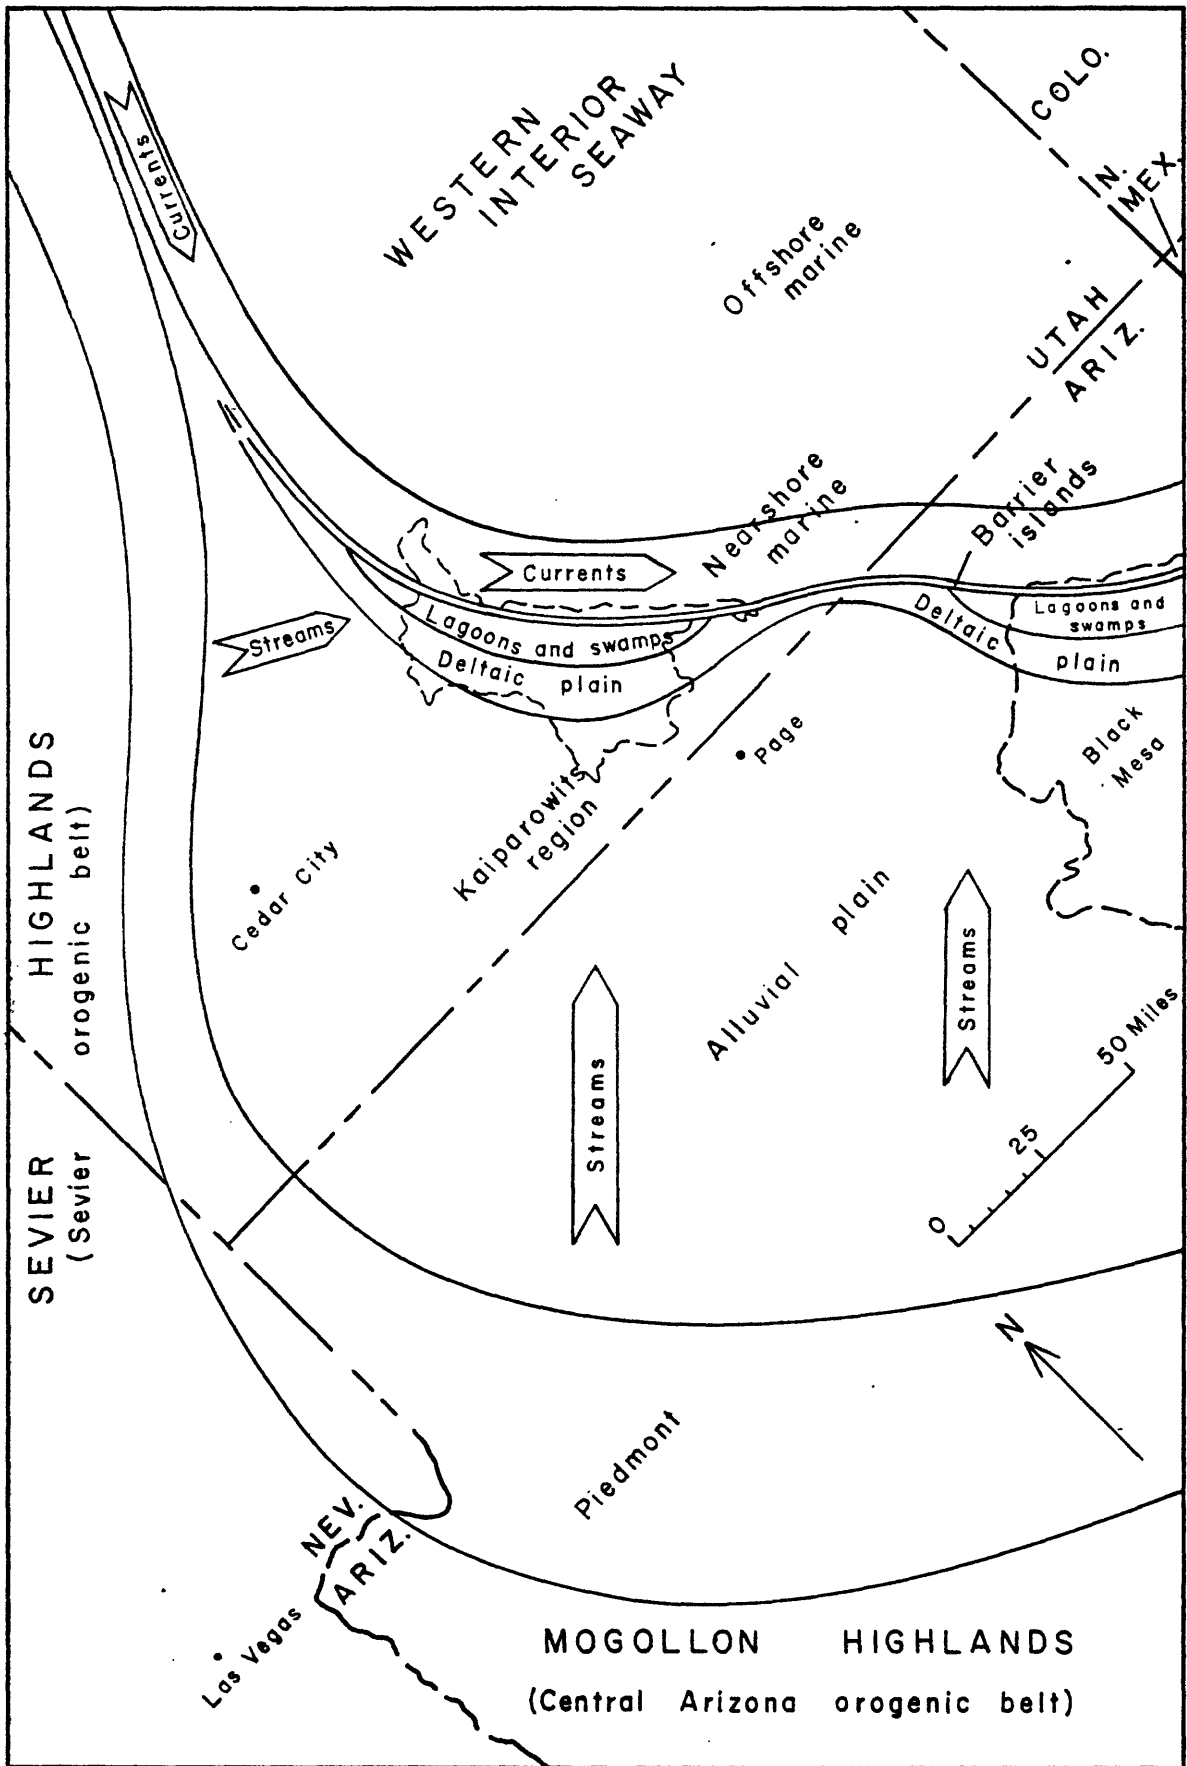 WESTERN
INTERIOR
SEAWAY
COLO.
N.
MEX.
Currents
Offshore
marine
UTAH
ARIZ.
Nearshore
marine
Barrier
islands
Currents
Streams
Lagoons and swamps
Deltaic plain
Deltaic plain
Lagoons and
swamps
Page
Black
Mesa
Kaiparowits
region
Cedar City
SEVIER HIGHLANDS
(Sevier orogenic belt)
Alluvial plain
Streams
Streams
0 25 50 Miles
N
Piedmont
NEV.
ARIZ.
Las Vegas
MOGOLLON HIGHLANDS
(Central Arizona orogenic belt)